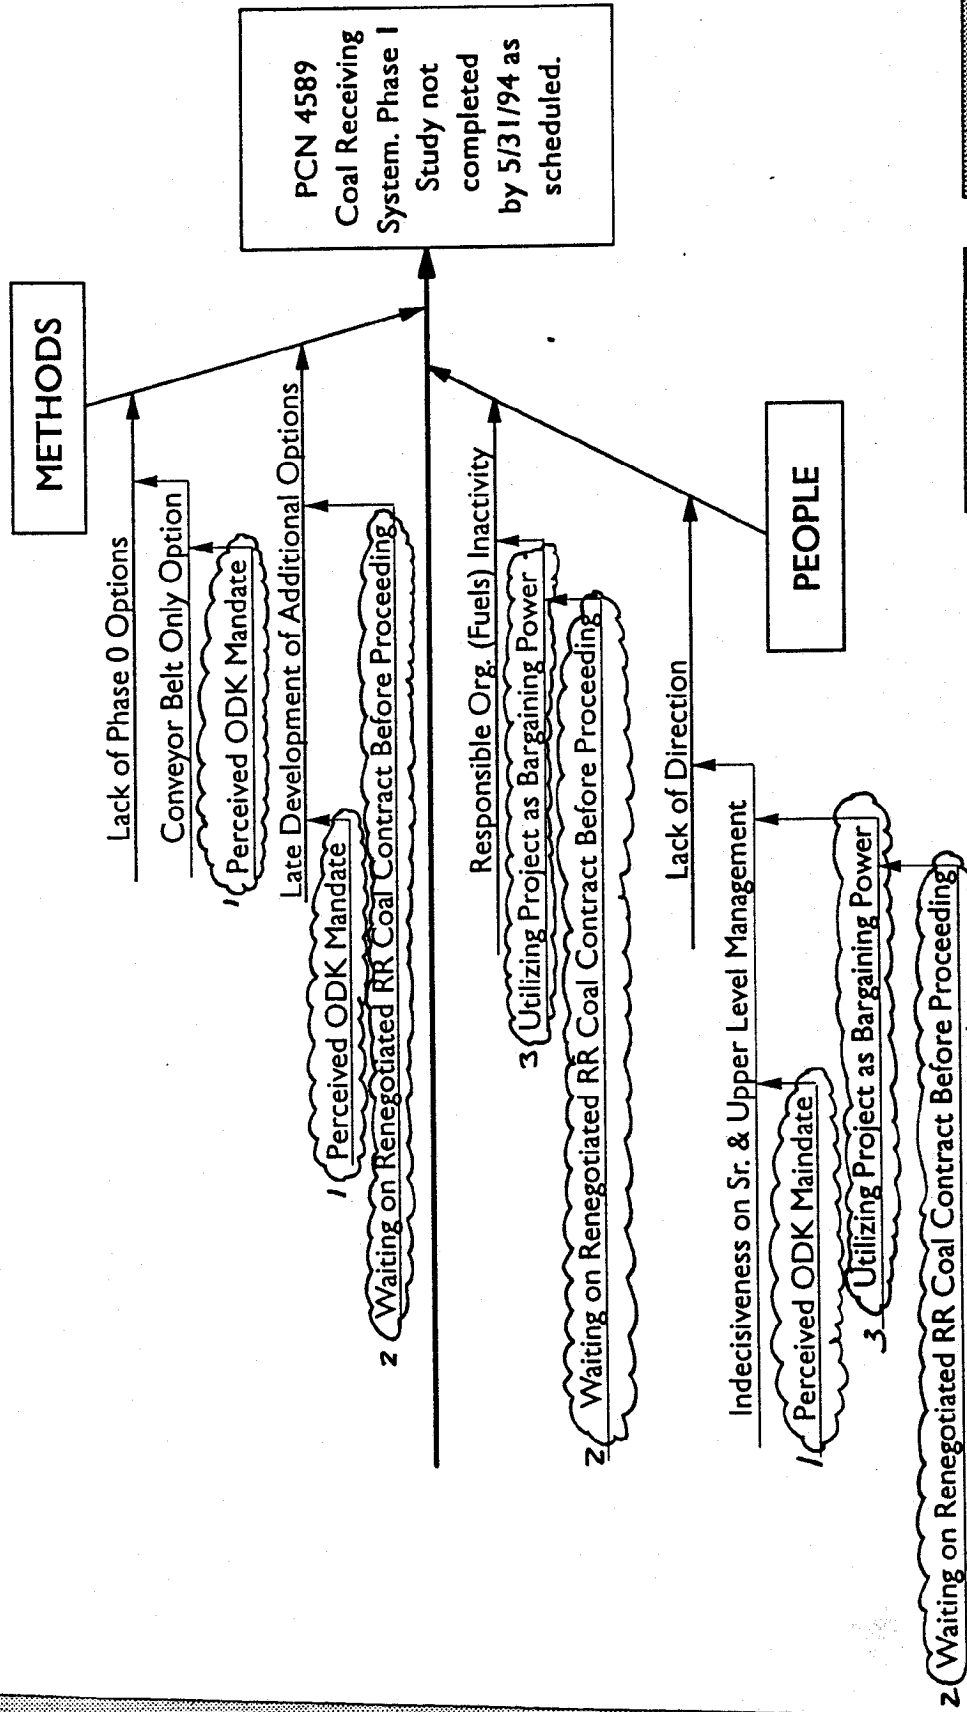 METHODS
Lack of Phase 0 Options
Conveyor Belt Only Option
1 Perceived ODK Mandate
Late Development of Additional Options
1 Perceived ODK Mandate
2 Waiting on Renegotiated RR Coal Contract Before Proceeding
PCN 4589
Coal Receiving
System. Phase I
Study not
completed
by 5/31/94 as
scheduled.
Responsible Org. (Fuels) Inactivity
3 Utilizing Project as Bargaining Power
2 Waiting on Renegotiated RR Coal Contract Before Proceeding
Lack of Direction
Indecisiveness on Sr. & Upper Level Management
1 Perceived ODK Maindate
3 Utilizing Project as Bargaining Power
2 Waiting on Renegotiated RR Coal Contract Before Proceeding
PEOPLE